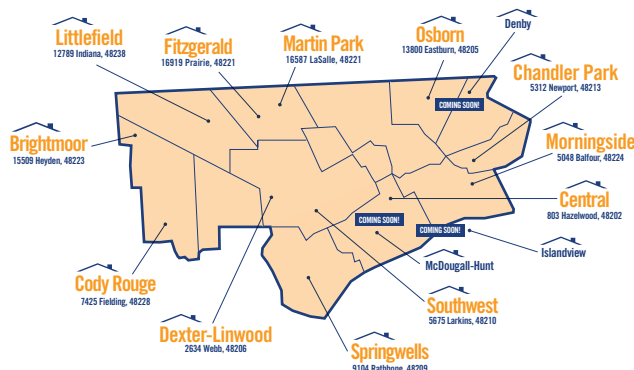 Littlefield
12789 Indiana, 48238
Fitzgerald
16919 Prairie, 48221
Martin Park
16587 LaSalle, 48221
Osborn
13800 Eastburn, 48205
Denby
Chandler Park
5312 Newport, 48213
COMING SOON!
Brightmoor
15509 Heyden, 48223
Morningside
5048 Balfour, 48224
Central
803 Hazelwood, 48202
COMING SOON!
COMING SOON!
Islandview
McDougall-Hunt
Cody Rouge
7425 Fielding, 48228
Southwest
5675 Larkins, 48210
Dexter-Linwood
2634 Webb, 48206
Springwells
9104 Rathbone, 48209